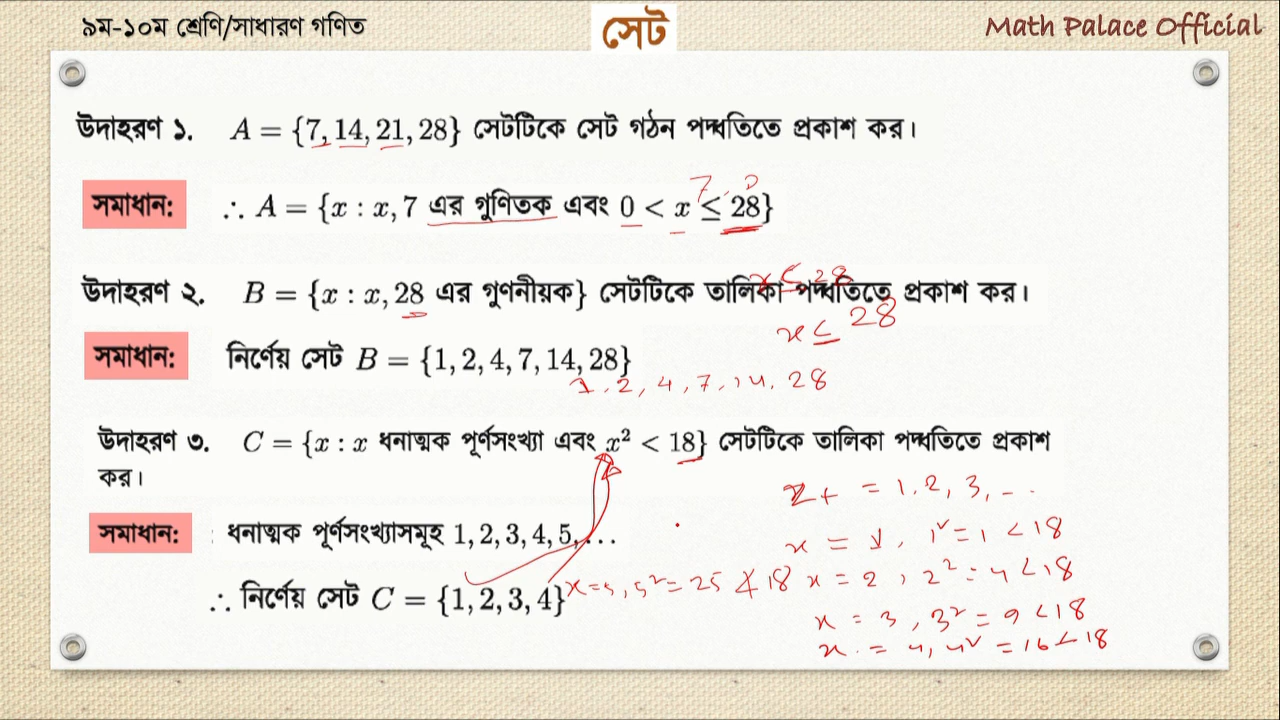 ৯ম-১০ম শ্রেণি/সাধারণ গণিত
সেট
Math Palace Official
উদাহরণ ১. A = {7, 14, 21, 28} সেটটিকে সেট গঠন পদ্ধতিতে প্রকাশ কর।
7
সমাধান: ∴ A = {x : x, 7 এর গুণিতক এবং 0 < x ≤ 28}
x ≤ 28
উদাহরণ ২. B = {x : x, 28 এর গুণনীয়ক} সেটটিকে তালিকা পদ্ধতিতে প্রকাশ কর।
x ≤ 28
সমাধান: নির্ণেয় সেট B = {1, 2, 4, 7, 14, 28}
1, 2, 4, 7, 14, 28
উদাহরণ ৩. C = {x : x ধনাত্মক পূর্ণসংখ্যা এবং x² < 18} সেটটিকে তালিকা পদ্ধতিতে প্রকাশ
কর।
Z+ = 1, 2, 3, ...
সমাধান: ধনাত্মক পূর্ণসংখ্যাসমূহ 1, 2, 3, 4, 5, ...
x = 1, 1² = 1 < 18
x = 2, 2² = 4 < 18
∴ নির্ণেয় সেট C = {1, 2, 3, 4}
x = 5, 5² = 25 ≮ 18
x = 3, 3² = 9 < 18
x = 4, 4² = 16 < 18